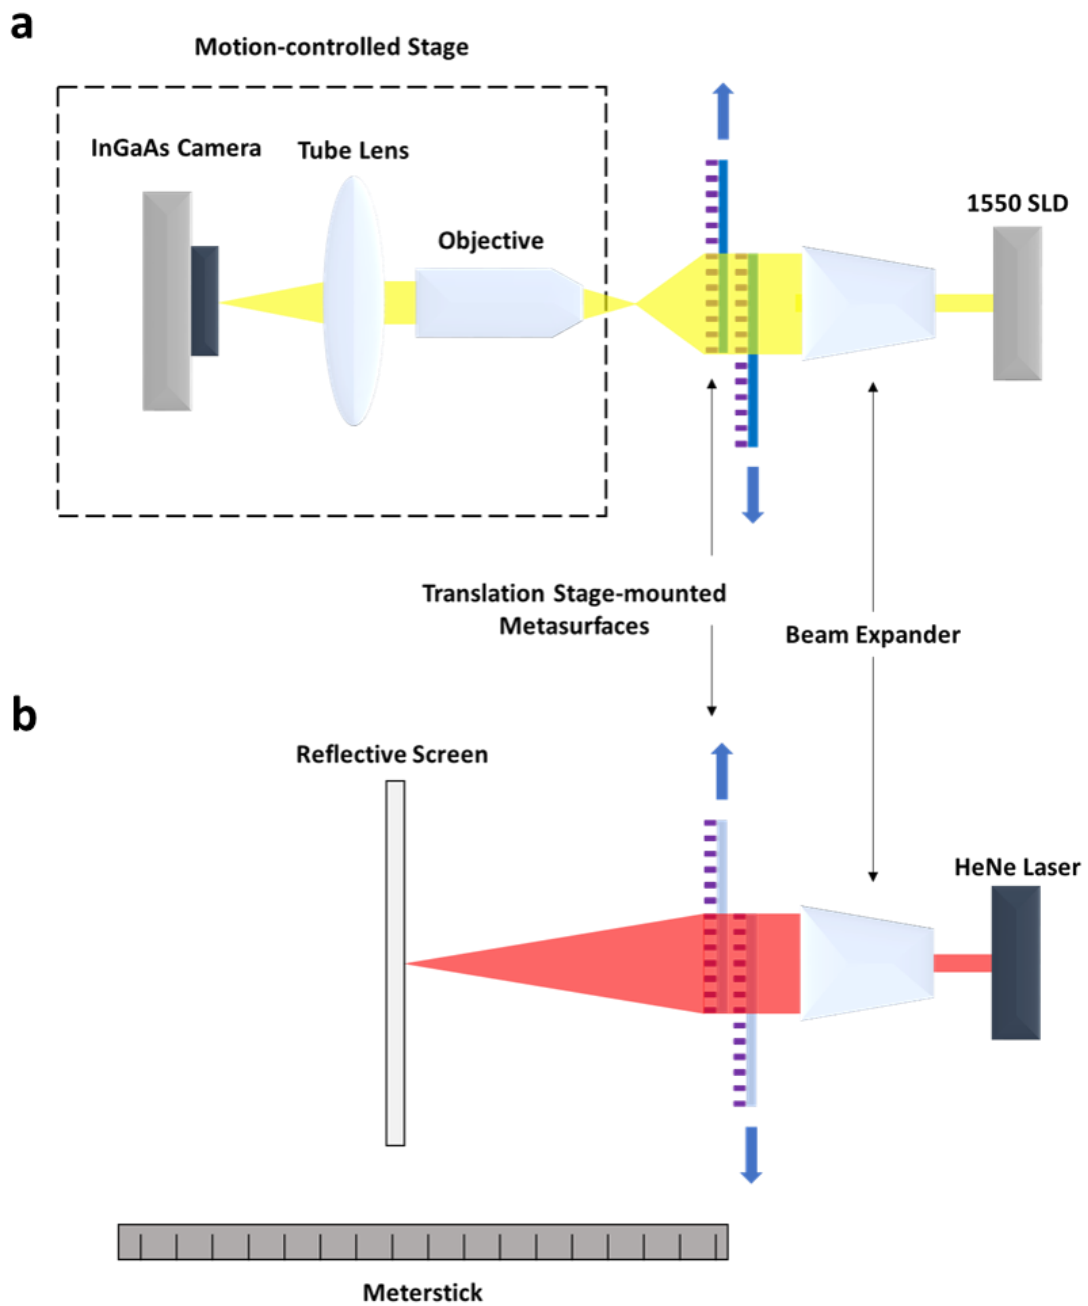 a
Motion-controlled Stage
InGaAs Camera
Tube Lens
Objective
1550 SLD
Translation Stage-mounted
Metasurfaces
Beam Expander
b
Reflective Screen
HeNe Laser
Meterstick